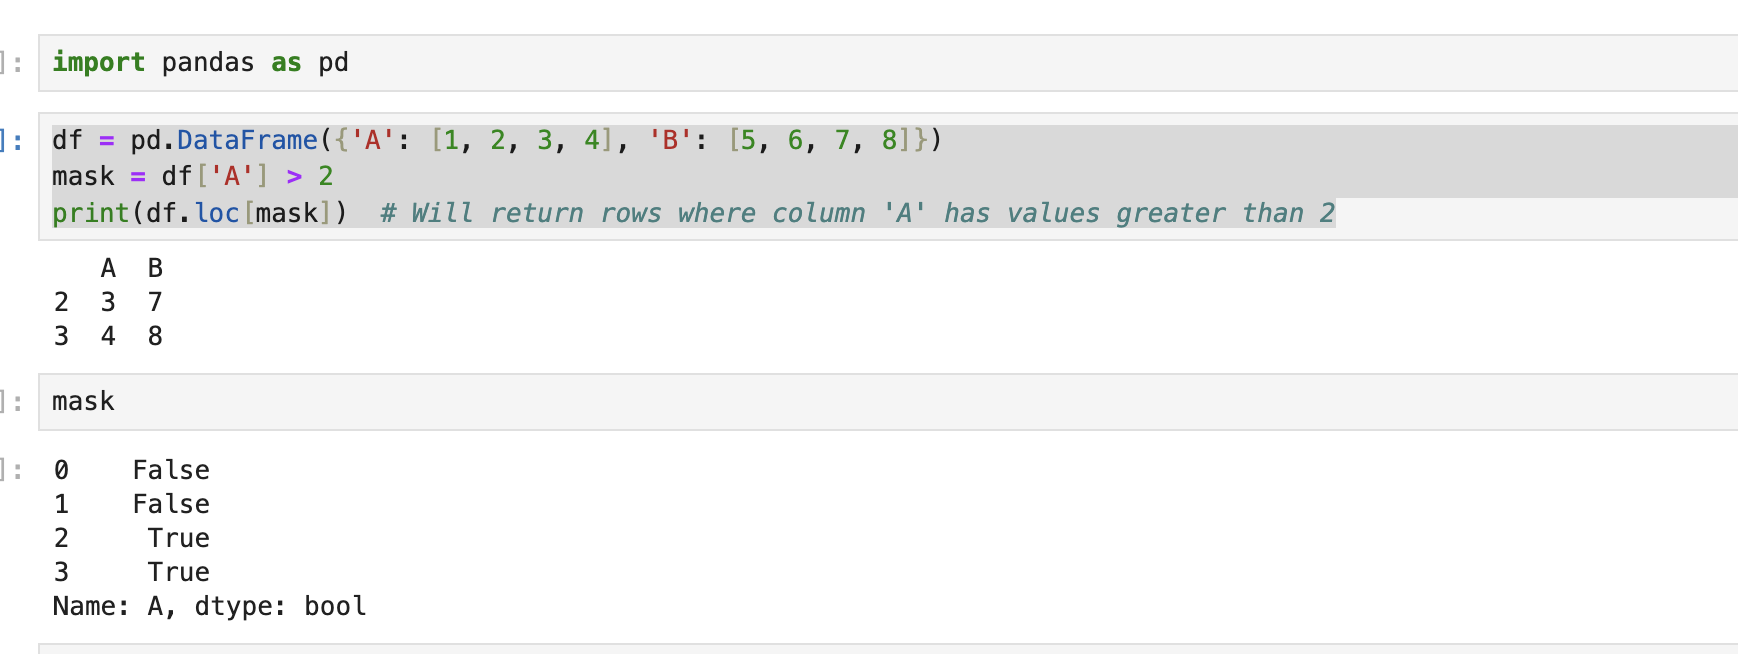 ]: import pandas as pd
]: df = pd.DataFrame({'A': [1, 2, 3, 4], 'B': [5, 6, 7, 8]})
mask = df['A'] > 2
print(df.loc[mask])  # Will return rows where column 'A' has values greater than 2
   A  B
2  3  7
3  4  8
]: mask
]: 0    False
1    False
2     True
3     True
Name: A, dtype: bool